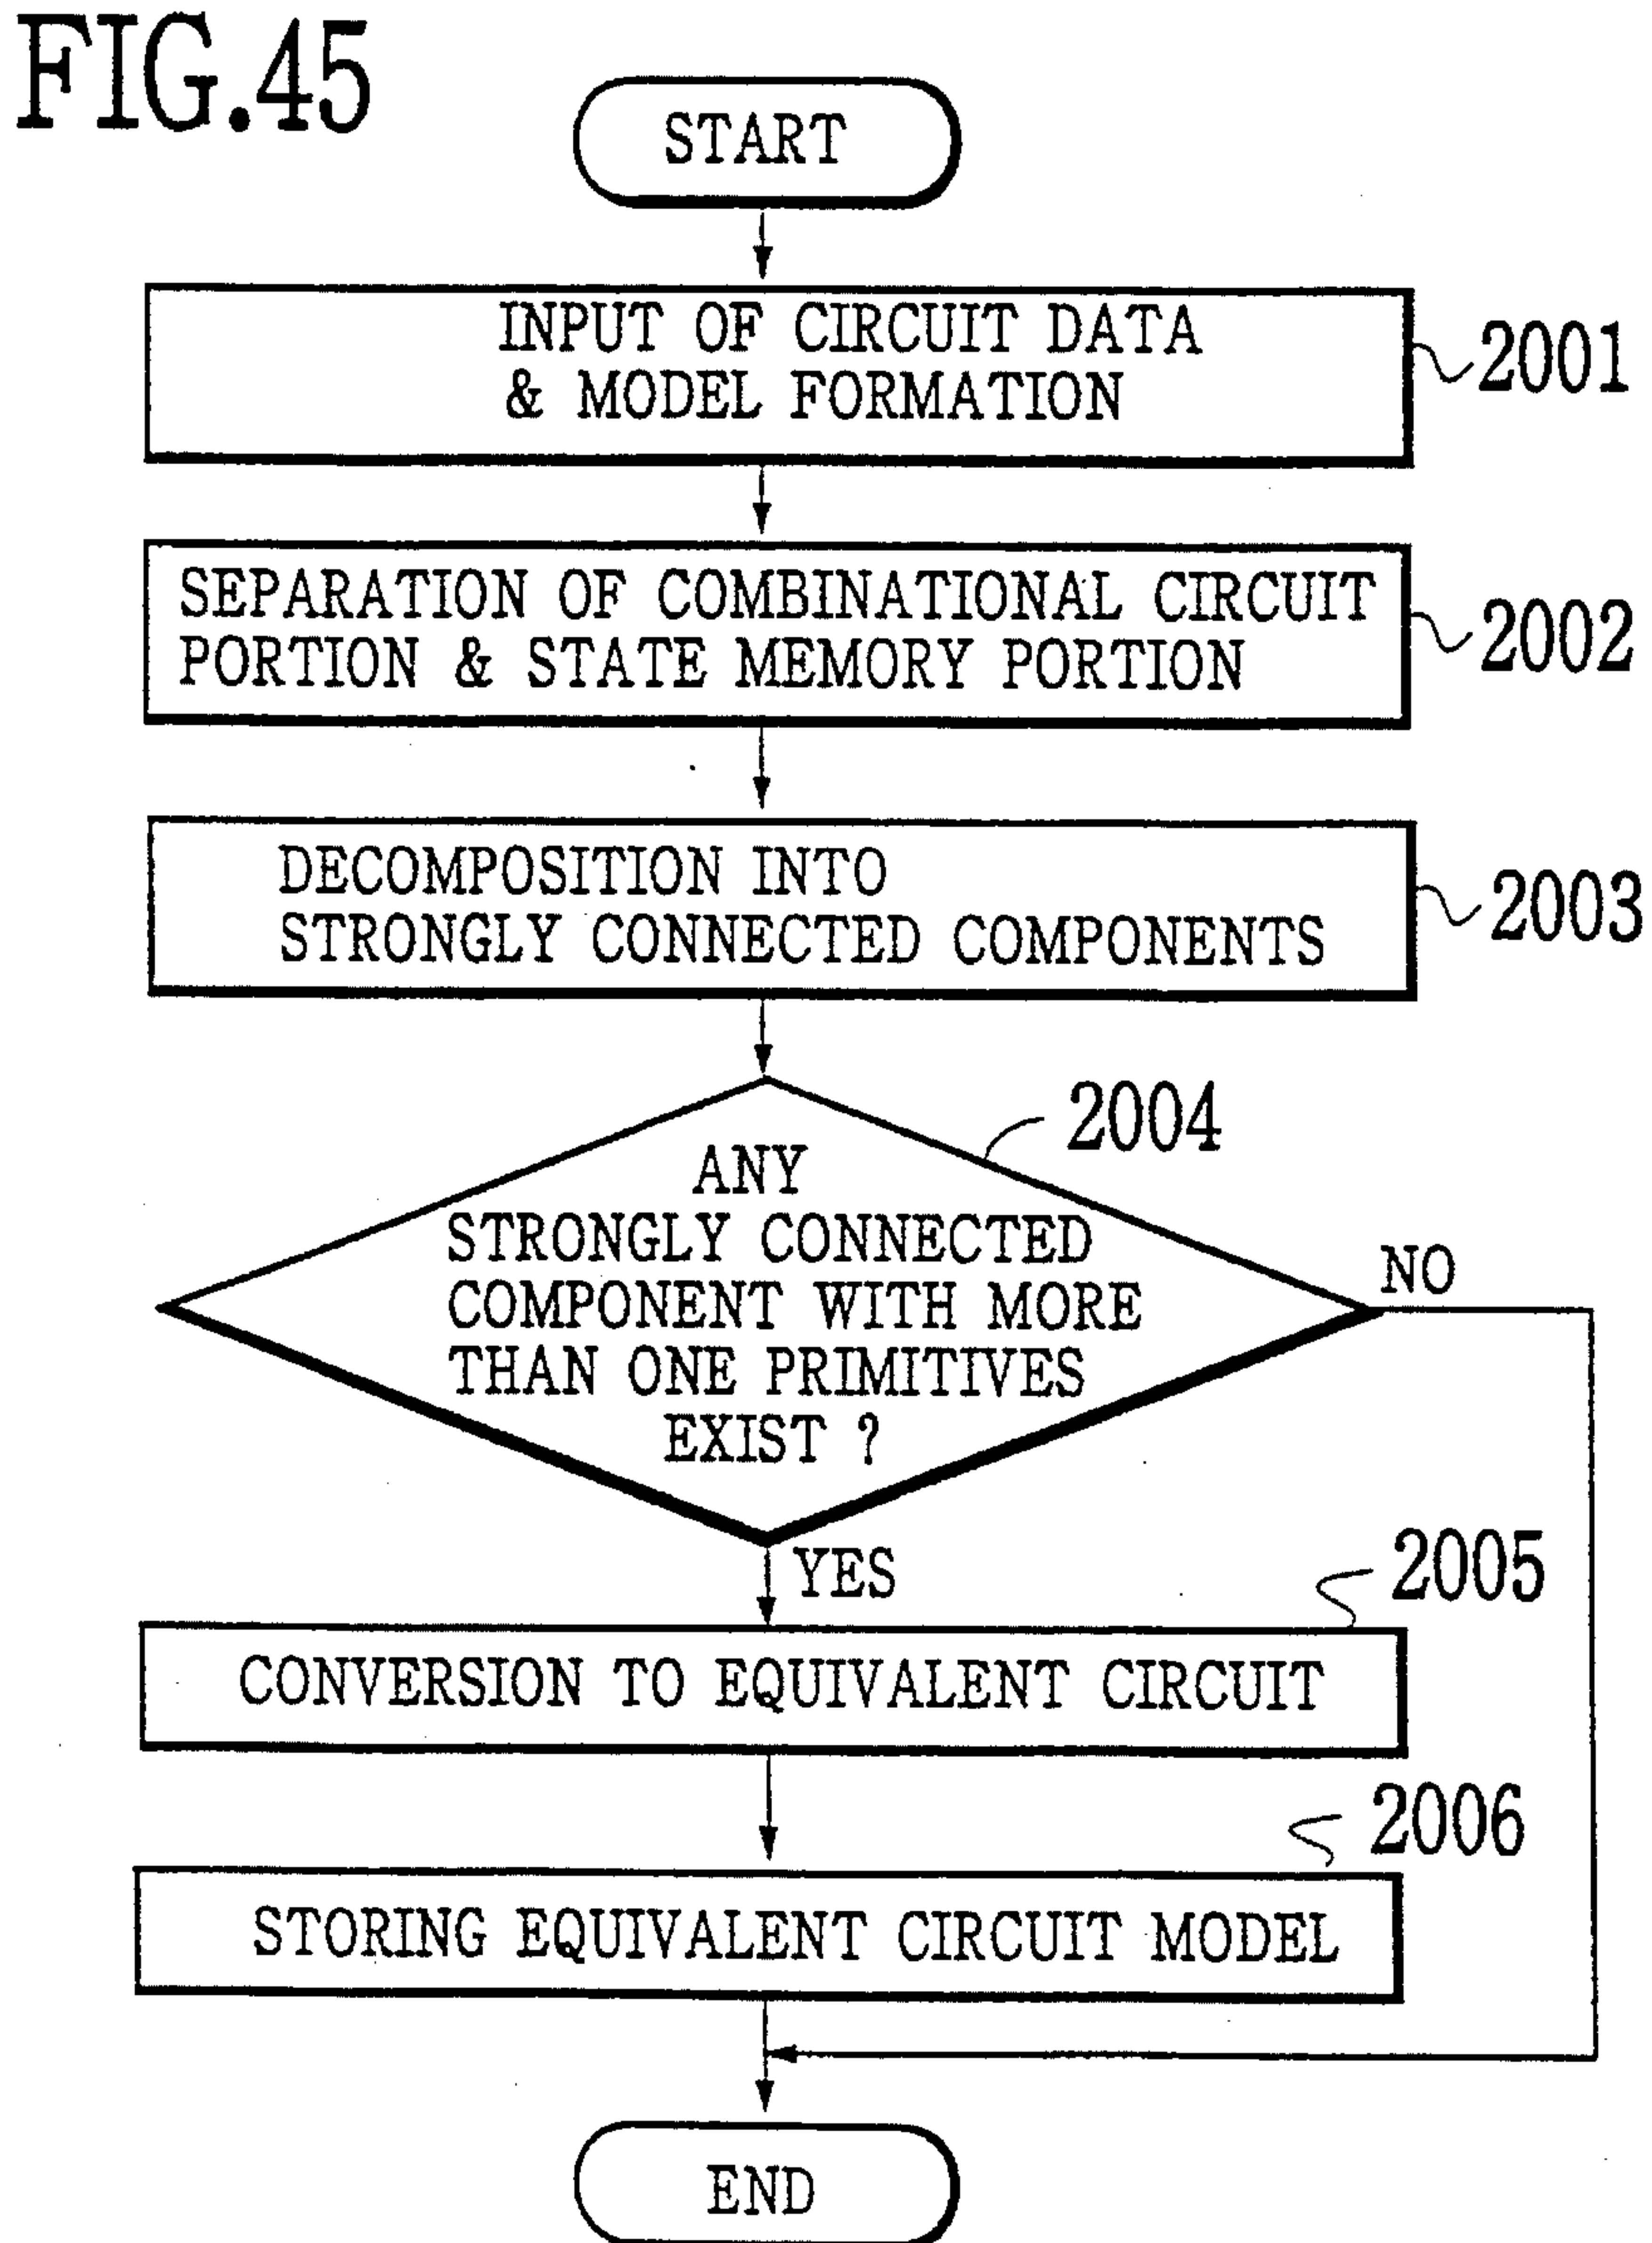 FIG.45
START
INPUT OF CIRCUIT DATA
& MODEL FORMATION
2001
SEPARATION OF COMBINATIONAL CIRCUIT
PORTION & STATE MEMORY PORTION
2002
DECOMPOSITION INTO
STRONGLY CONNECTED COMPONENTS
2003
2004
ANY
STRONGLY CONNECTED
COMPONENT WITH MORE
THAN ONE PRIMITIVES
EXIST ?
NO
YES
2005
CONVERSION TO EQUIVALENT CIRCUIT
2006
STORING EQUIVALENT CIRCUIT MODEL
END